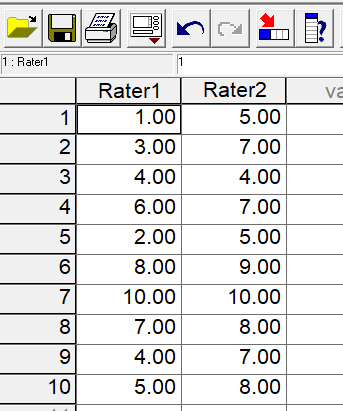 1 : Rater1 1
Rater1 Rater2 va
1 1.00 5.00
2 3.00 7.00
3 4.00 4.00
4 6.00 7.00
5 2.00 5.00
6 8.00 9.00
7 10.00 10.00
8 7.00 8.00
9 4.00 7.00
10 5.00 8.00